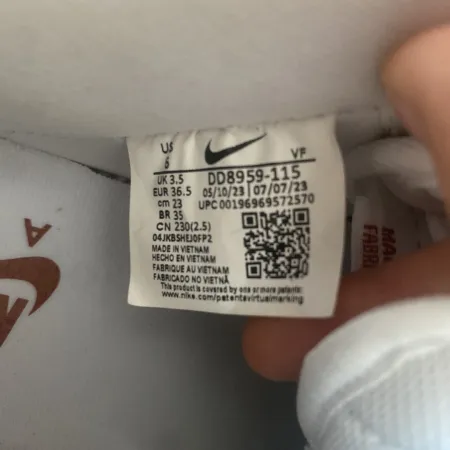 US
6
VF
UK 3.5
DD8959-115
EUR 36.5
05/10/23 07/07/23
cm 23
UPC 00196969572570
BR 35
CN 230(2.5)
04JKBSHEJ0FP2
MADE IN VIETNAM
HECHO EN VIETNAM
FABRIQUE AU VIETNAM
FABRICADO NO VIETNÃ
This product is covered by one or more patents:
www.nike.com/patentsvirtualmarking
A
MAD
FABRI